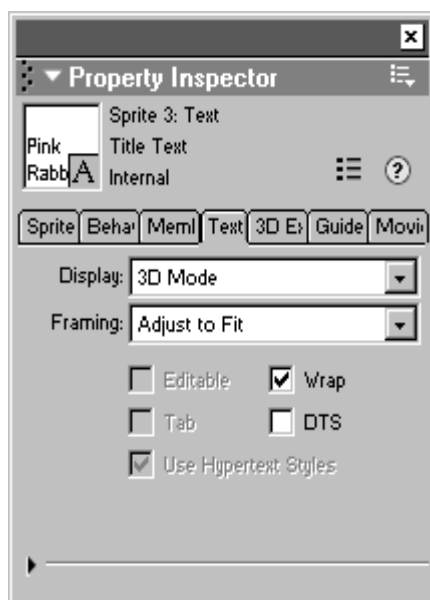 Property Inspector
Sprite 3: Text
Pink
Title Text
Rabb A
Internal
?
Sprite Beha Meml Text 3D E Guide Movi
Display: 3D Mode
Framing: Adjust to Fit
Editable Wrap
Tab DTS
Use Hypertext Styles